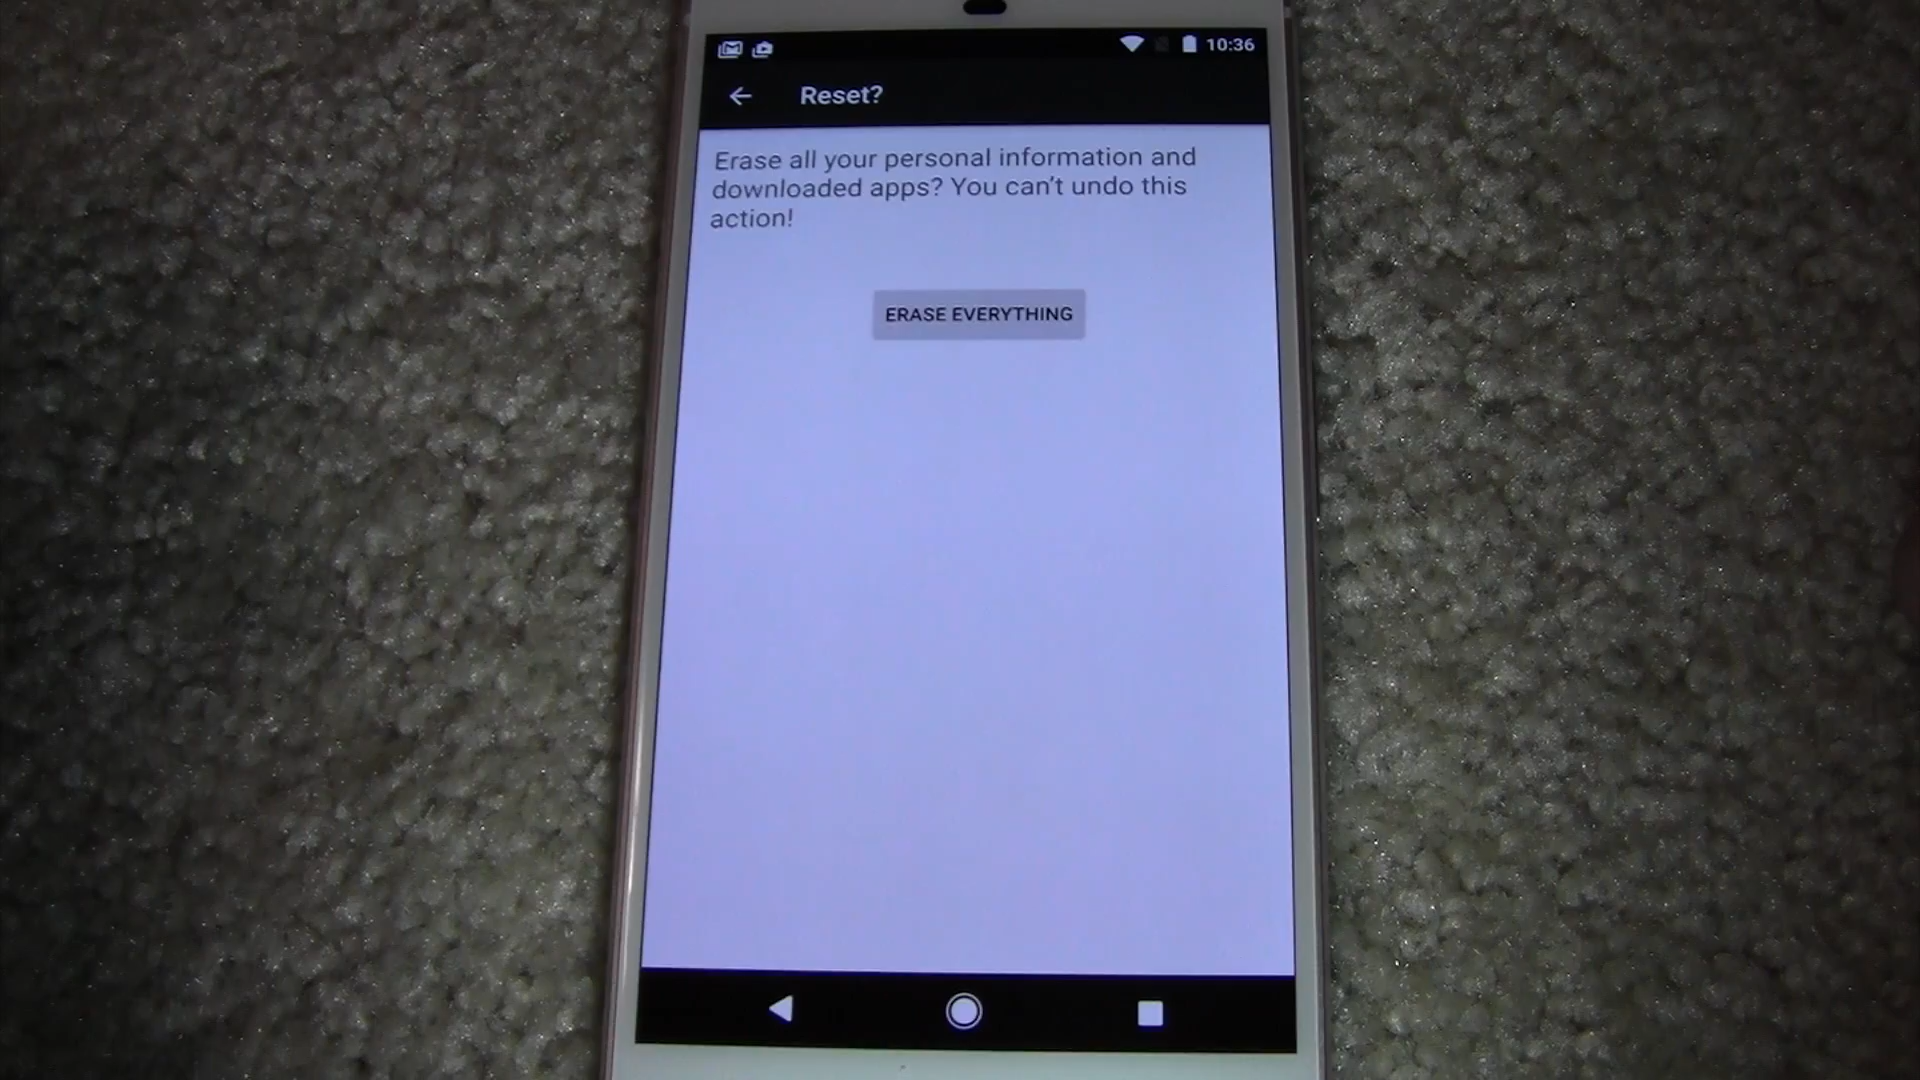 10:36
Reset?
Erase all your personal information and
downloaded apps? You can't undo this
action!
ERASE EVERYTHING